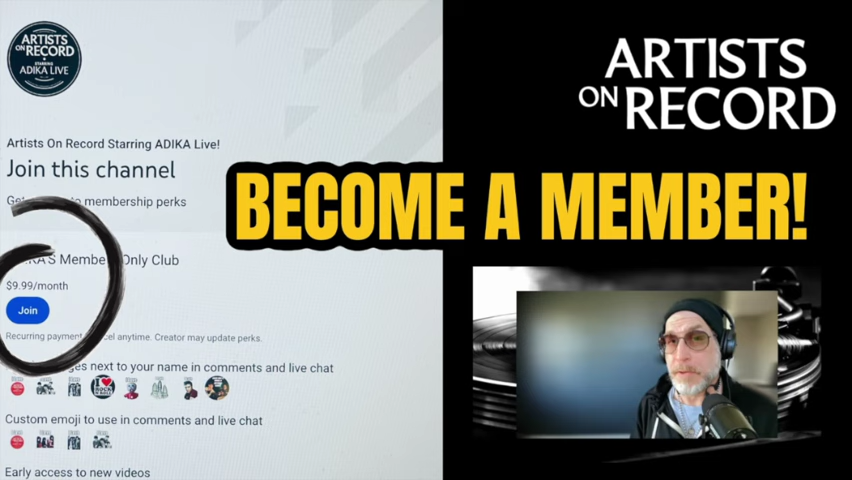 ARTISTS
ON RECORD
STARRING
ADIKA LIVE
Artists On Record Starring ADIKA Live!
Join this channel
membership perks
Only Club
$9.99/month
Join
Recurring payment. Cancel anytime. Creator may update perks.
next to your name in comments and live chat
Custom emoji to use in comments and live chat
Early access to new videos
BECOME A MEMBER!
ARTISTS
ON RECORD